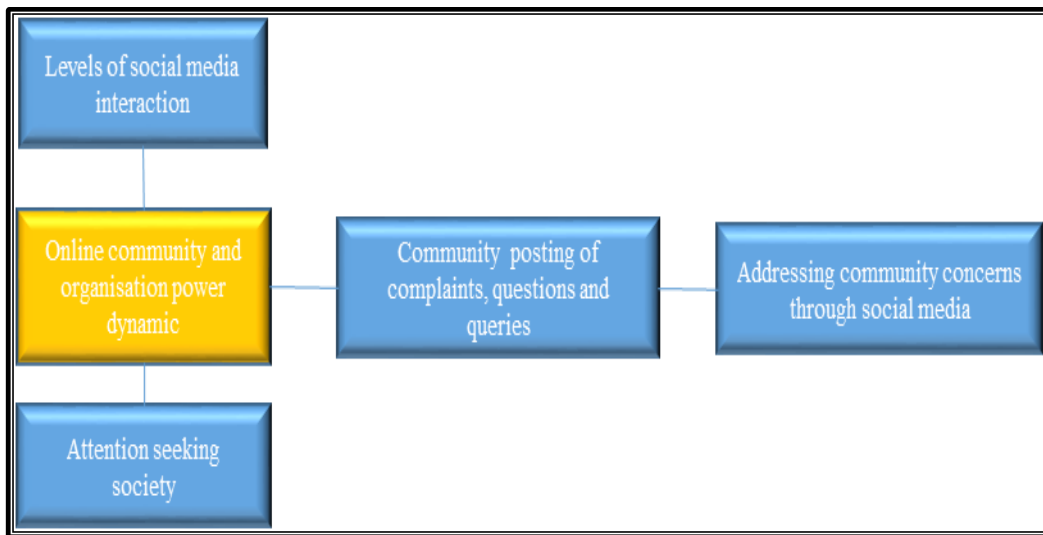 Levels of social media
interaction
Online community and
organisation power
dynamic
Community posting of
complaints, questions and
queries
Addressing community concerns
through social media
Attention seeking
society